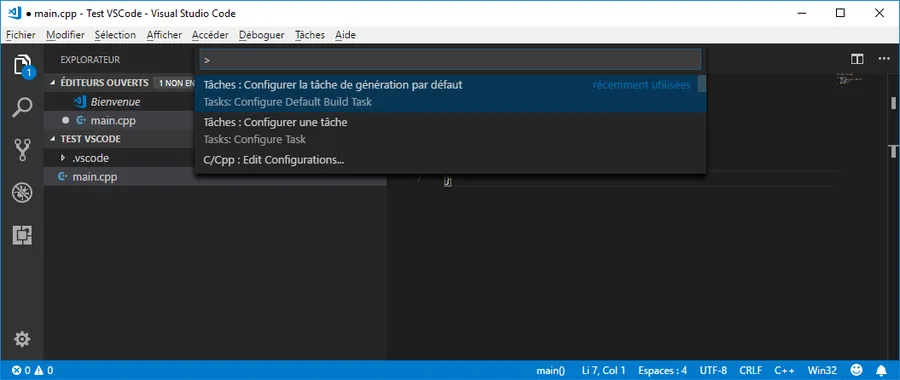 ● main.cpp - Test VSCode - Visual Studio Code
Fichier Modifier Sélection Afficher Accéder Déboguer Tâches Aide
EXPLORATEUR
>
ÉDITEURS OUVERTS 1 NON EN
Bienvenue
main.cpp
TEST VSCODE
.vscode
main.cpp
1
Tâches : Configurer la tâche de génération par défaut récemment utilisées
Tasks: Configure Default Build Task
Tâches : Configurer une tâche
Tasks: Configure Task
C/Cpp : Edit Configurations...
}
0 0 main() Li 7, Col 1 Espaces : 4 UTF-8 CRLF C++ Win32